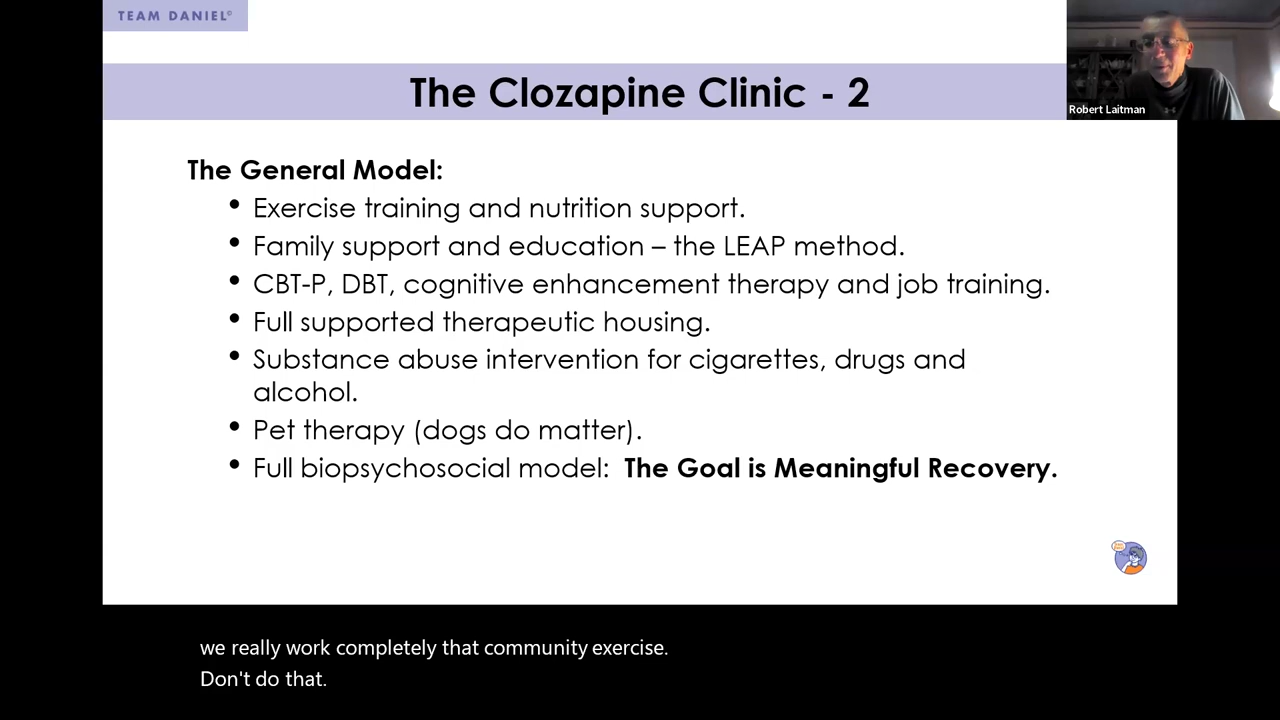 TEAM DANIEL©
The Clozapine Clinic - 2
Robert Laitman
The General Model:
• Exercise training and nutrition support.
• Family support and education – the LEAP method.
• CBT-P, DBT, cognitive enhancement therapy and job training.
• Full supported therapeutic housing.
• Substance abuse intervention for cigarettes, drugs and
alcohol.
• Pet therapy (dogs do matter).
• Full biopsychosocial model: The Goal is Meaningful Recovery.
we really work completely that community exercise.
Don't do that.